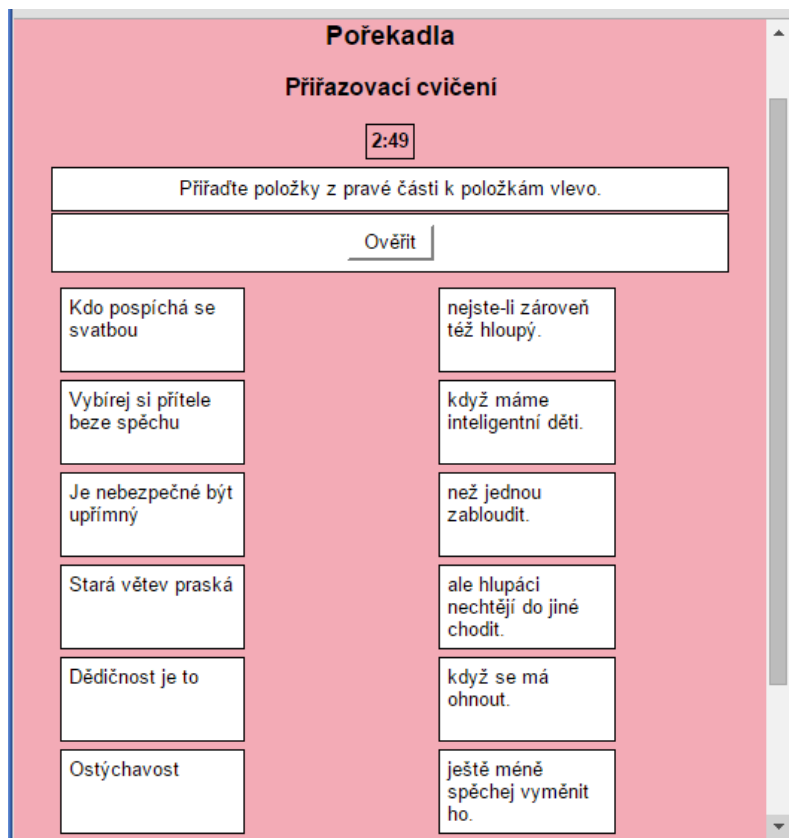 Pořekadla
Přiřazovací cvičení
2:49
Přiřaďte položky z pravé části k položkám vlevo.
Ověřit
Kdo pospíchá se
svatbou
nejste-li zároveň
též hloupý.
Vybírej si přítele
beze spěchu
když máme
inteligentní děti.
Je nebezpečné být
upřímný
než jednou
zabloudit.
Stará větev praská
ale hlupáci
nechtějí do jiné
chodit.
Dědičnost je to
když se má
ohnout.
Ostýchavost
ještě méně
spěchej vyměnit
ho.